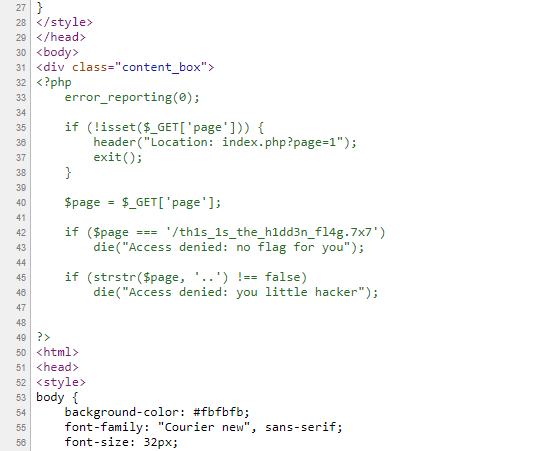 27 }
28 </style>
29 </head>
30 <body>
31 <div class="content_box">
32 <?php
33 error_reporting(0);
34
35 if (!isset($_GET['page'])) {
36 header("Location: index.php?page=1");
37 exit();
38 }
39
40 $page = $_GET['page'];
41
42 if ($page === '/th1s_1s_the_h1dd3n_fl4g.7x7')
43 die("Access denied: no flag for you");
44
45 if (strstr($page, '..') !== false)
46 die("Access denied: you little hacker");
47
48
49 ?>
50 <html>
51 <head>
52 <style>
53 body {
54 background-color: #fbfbfb;
55 font-family: "Courier new", sans-serif;
56 font-size: 32px;